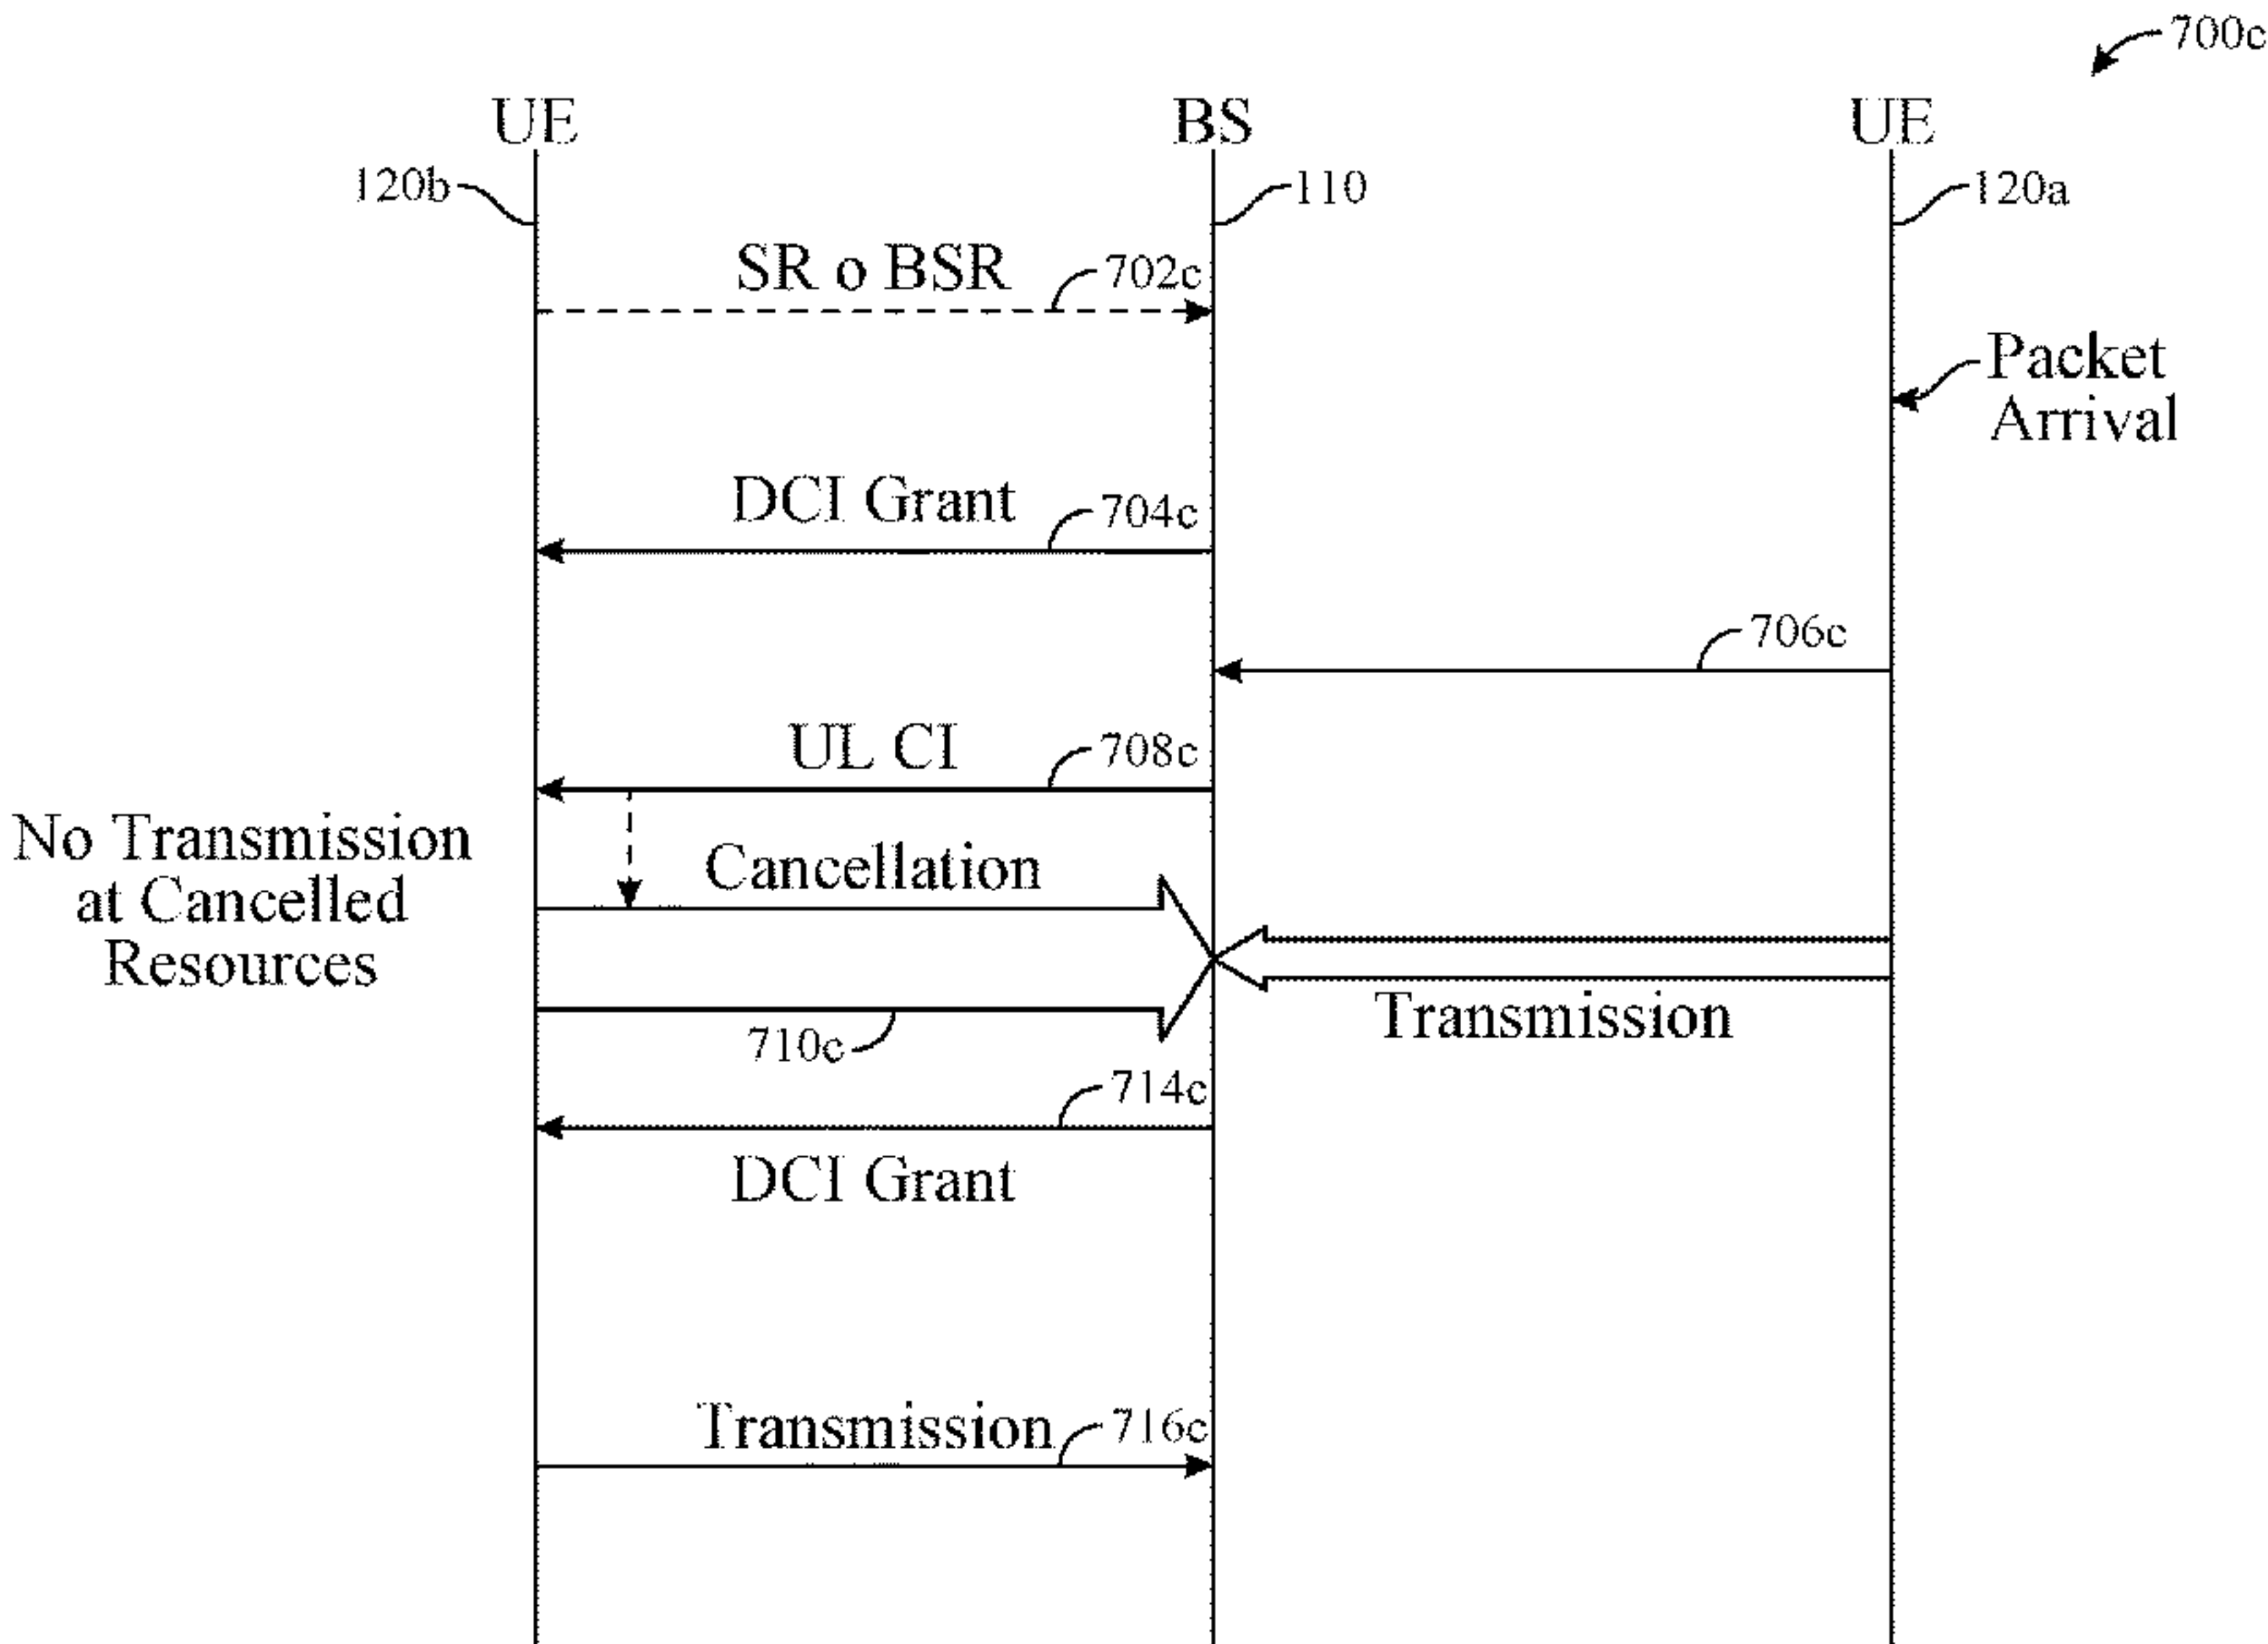 700c
UE
BS
UE
120b
110
120a
SR o BSR
702c
Packet
Arrival
DCI Grant
704c
706c
UL CI
708c
No Transmission
at Cancelled
Resources
Cancellation
Transmission
710c
714c
DCI Grant
Transmission
716c